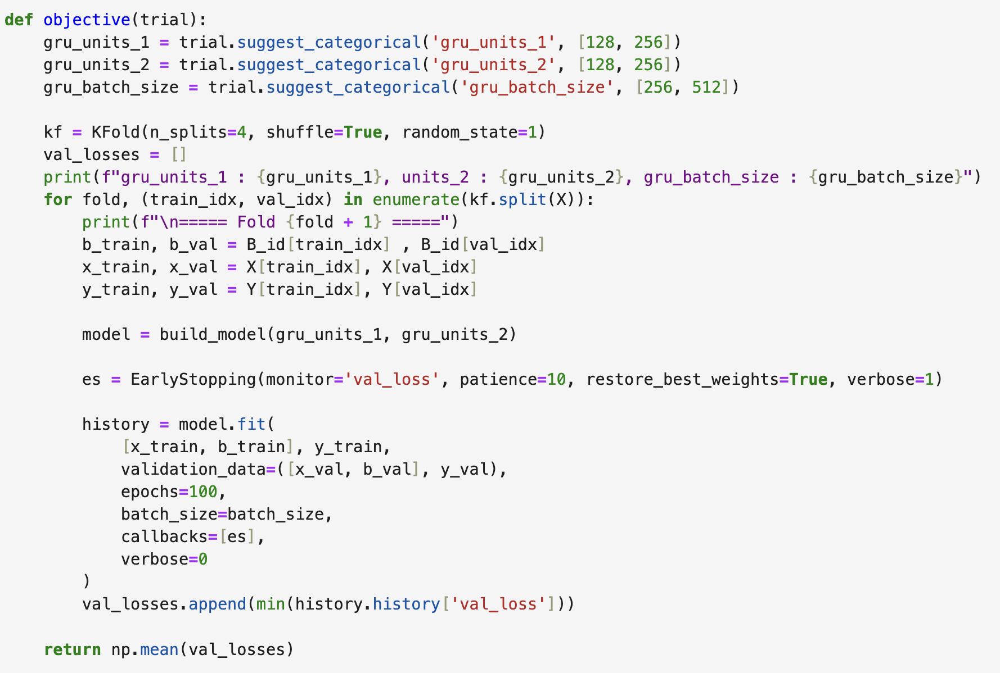 def objective(trial):
    gru_units_1 = trial.suggest_categorical('gru_units_1', [128, 256])
    gru_units_2 = trial.suggest_categorical('gru_units_2', [128, 256])
    gru_batch_size = trial.suggest_categorical('gru_batch_size', [256, 512])

    kf = KFold(n_splits=4, shuffle=True, random_state=1)
    val_losses = []
    print(f"gru_units_1 : {gru_units_1}, units_2 : {gru_units_2}, gru_batch_size : {gru_batch_size}")
    for fold, (train_idx, val_idx) in enumerate(kf.split(X)):
        print(f"\n===== Fold {fold + 1} =====")
        b_train, b_val = B_id[train_idx] , B_id[val_idx]
        x_train, x_val = X[train_idx], X[val_idx]
        y_train, y_val = Y[train_idx], Y[val_idx]

        model = build_model(gru_units_1, gru_units_2)

        es = EarlyStopping(monitor='val_loss', patience=10, restore_best_weights=True, verbose=1)

        history = model.fit(
            [x_train, b_train], y_train,
            validation_data=([x_val, b_val], y_val),
            epochs=100,
            batch_size=batch_size,
            callbacks=[es],
            verbose=0
        )
        val_losses.append(min(history.history['val_loss']))

    return np.mean(val_losses)